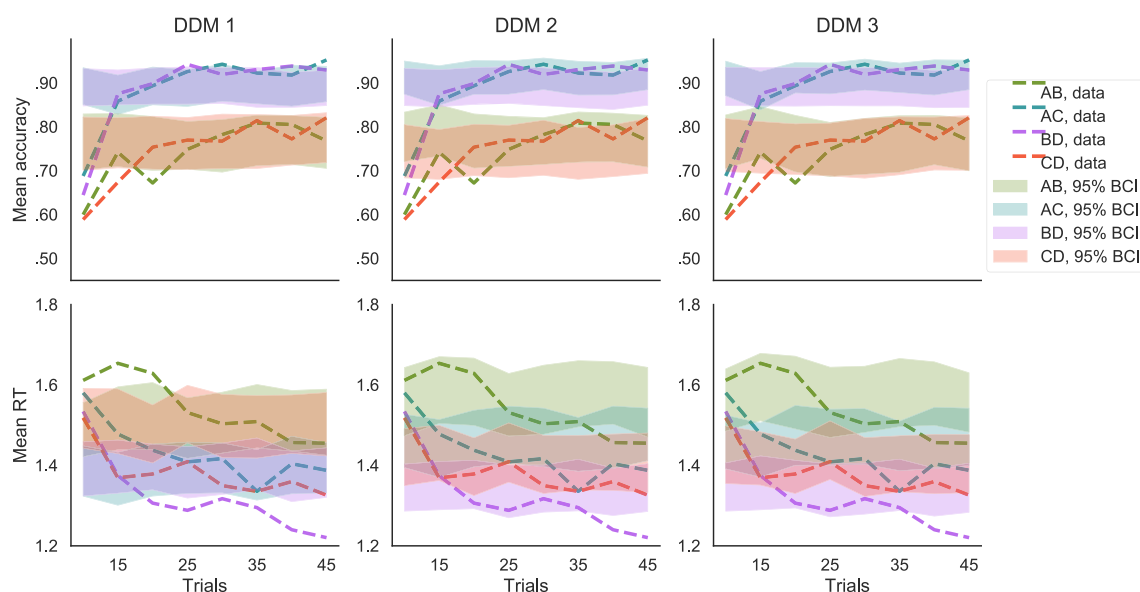 DDM 1
DDM 2
DDM 3
Mean accuracy
.90
.80
.70
.60
.50
.90
.80
.70
.60
.50
.90
.80
.70
.60
.50
AB, data
AC, data
BD, data
CD, data
AB, 95% BCI
AC, 95% BCI
BD, 95% BCI
CD, 95% BCI
Mean RT
1.8
1.6
1.4
1.2
1.8
1.6
1.4
1.2
1.8
1.6
1.4
1.2
15 25 35 45
Trials
15 25 35 45
Trials
15 25 35 45
Trials